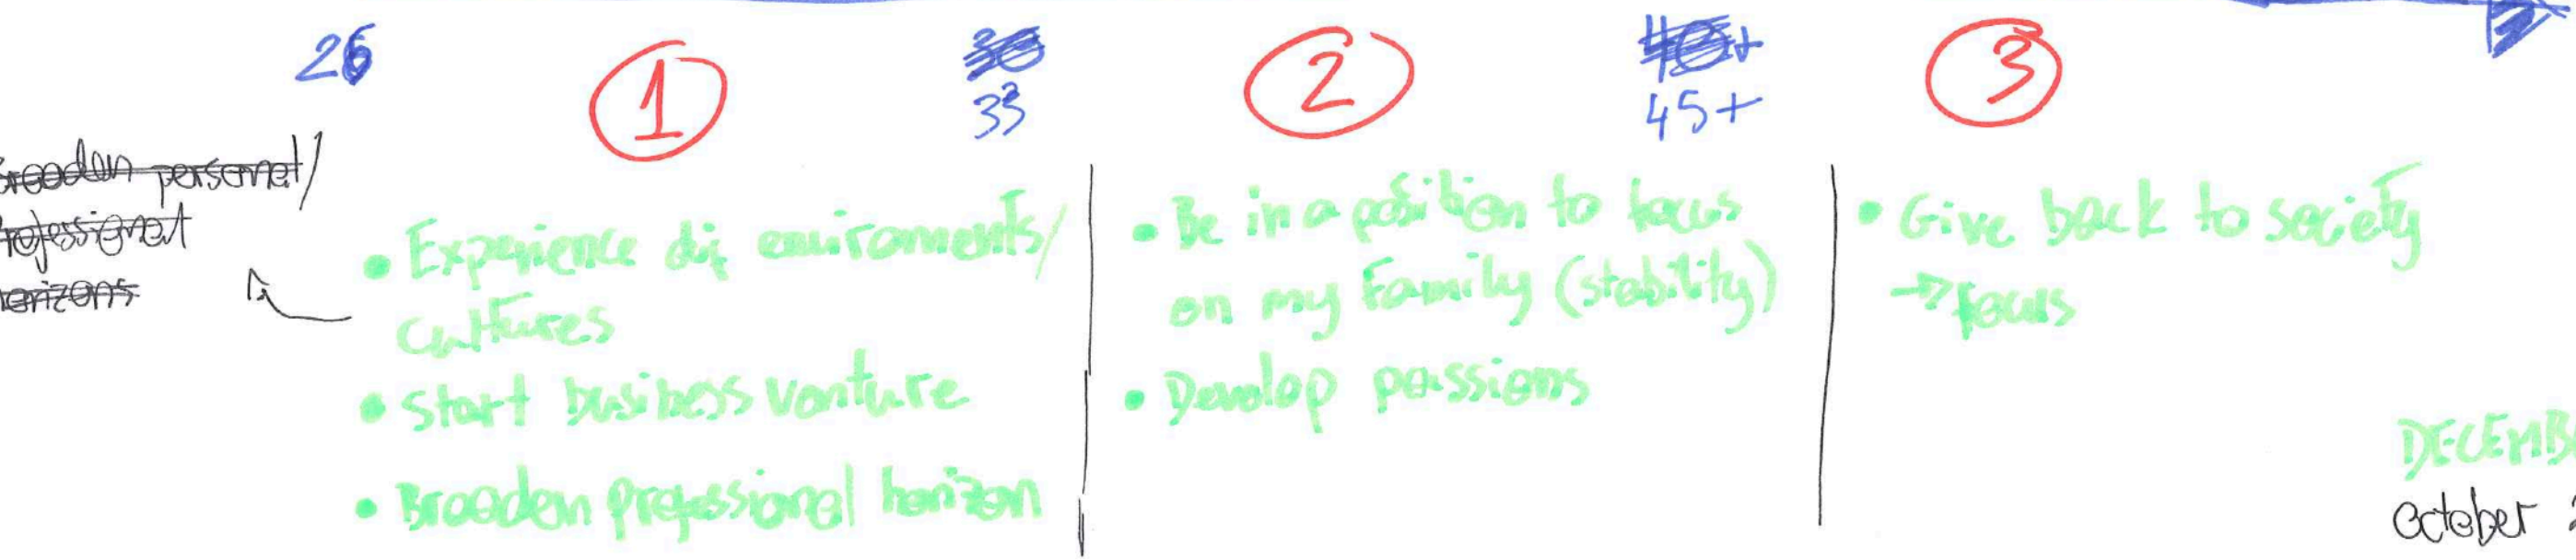 26
1
30
33
2
40+
45+
3
Broaden personal/
professional
horizons
• Experience dif environments/
cultures
• Start business venture
• Broaden professional horizon
• Be in a position to focus
on my Family (stability)
• Develop passions
• Give back to society
→ focus
DECEMB
October